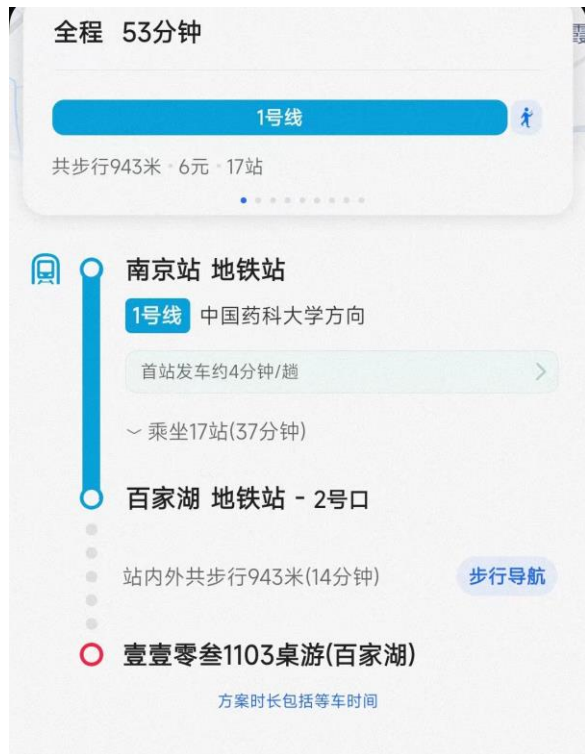 全程 53分钟
1号线
共步行943米·6元·17站
南京站 地铁站
1号线 中国药科大学方向
首站发车约4分钟/趟
乘坐17站(37分钟)
百家湖 地铁站 - 2号口
站内外共步行943米(14分钟) 步行导航
壹壹零叁1103桌游(百家湖)
方案时长包括等车时间